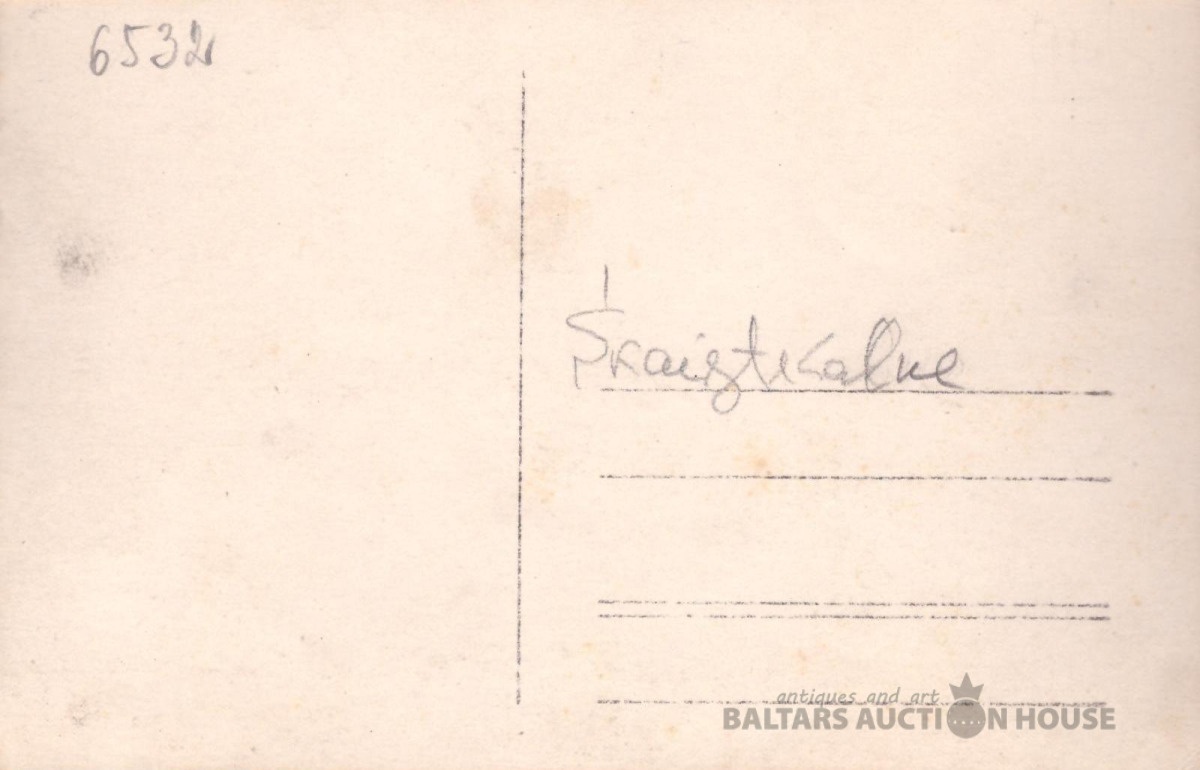 6532
Skaistkalne
antiques and art
BALTARS AUCTION HOUSE